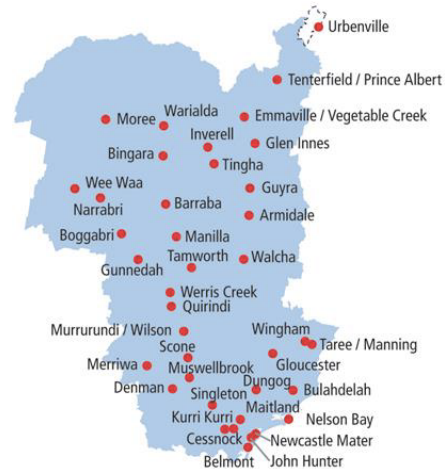 Urbenville
Tenterfield / Prince Albert
Moree
Warialda
Emmaville / Vegetable Creek
Inverell
Glen Innes
Bingara
Tingha
Wee Waa
Guyra
Narrabri
Barraba
Armidale
Boggabri
Manilla
Tamworth
Walcha
Gunnedah
Werris Creek
Quirindi
Murrurundi / Wilson
Wingham
Taree / Manning
Scone
Gloucester
Merriwa
Muswellbrook
Denman
Dungog
Bulahdelah
Singleton
Maitland
Kurri Kurri
Nelson Bay
Cessnock
Newcastle Mater
Belmont
John Hunter